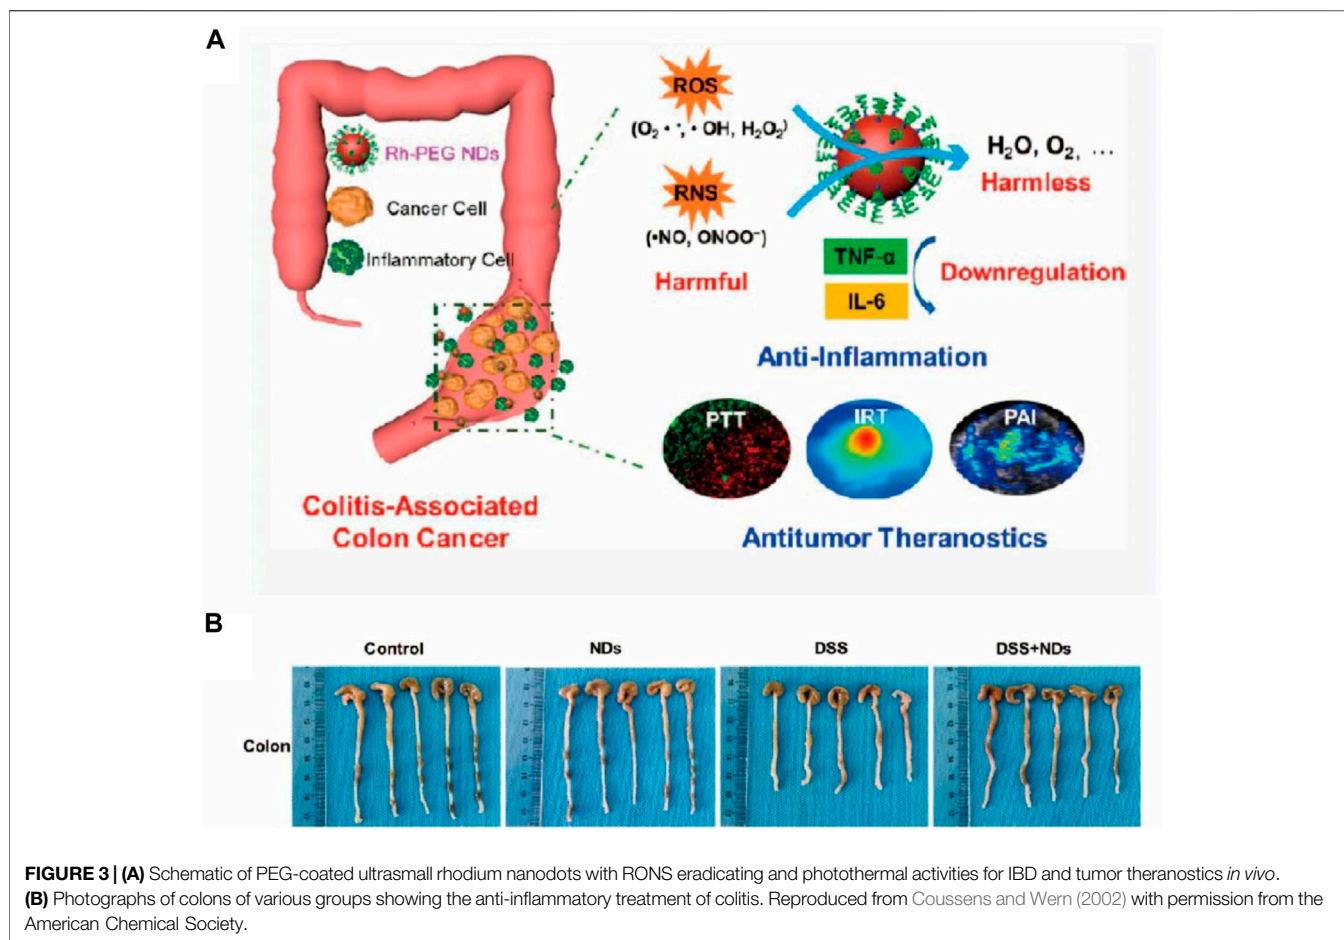 A
ROS
(O₂•⁻, •OH, H₂O₂)
H₂O, O₂, ...
Harmless
Rh-PEG NDs
RNS
Cancer Cell
(•NO, ONOO⁻)
Inflammatory Cell
Harmful
TNF-α
IL-6
Downregulation
Anti-Inflammation
PTT
IRT
PAI
Colitis-Associated
Colon Cancer
Antitumor Theranostics
B
Control
NDs
DSS
DSS+NDs
Colon
FIGURE 3 | (A) Schematic of PEG-coated ultrasmall rhodium nanodots with RONS eradicating and photothermal activities for IBD and tumor theranostics in vivo.
(B) Photographs of colons of various groups showing the anti-inflammatory treatment of colitis. Reproduced from Coussens and Wern (2002) with permission from the
American Chemical Society.